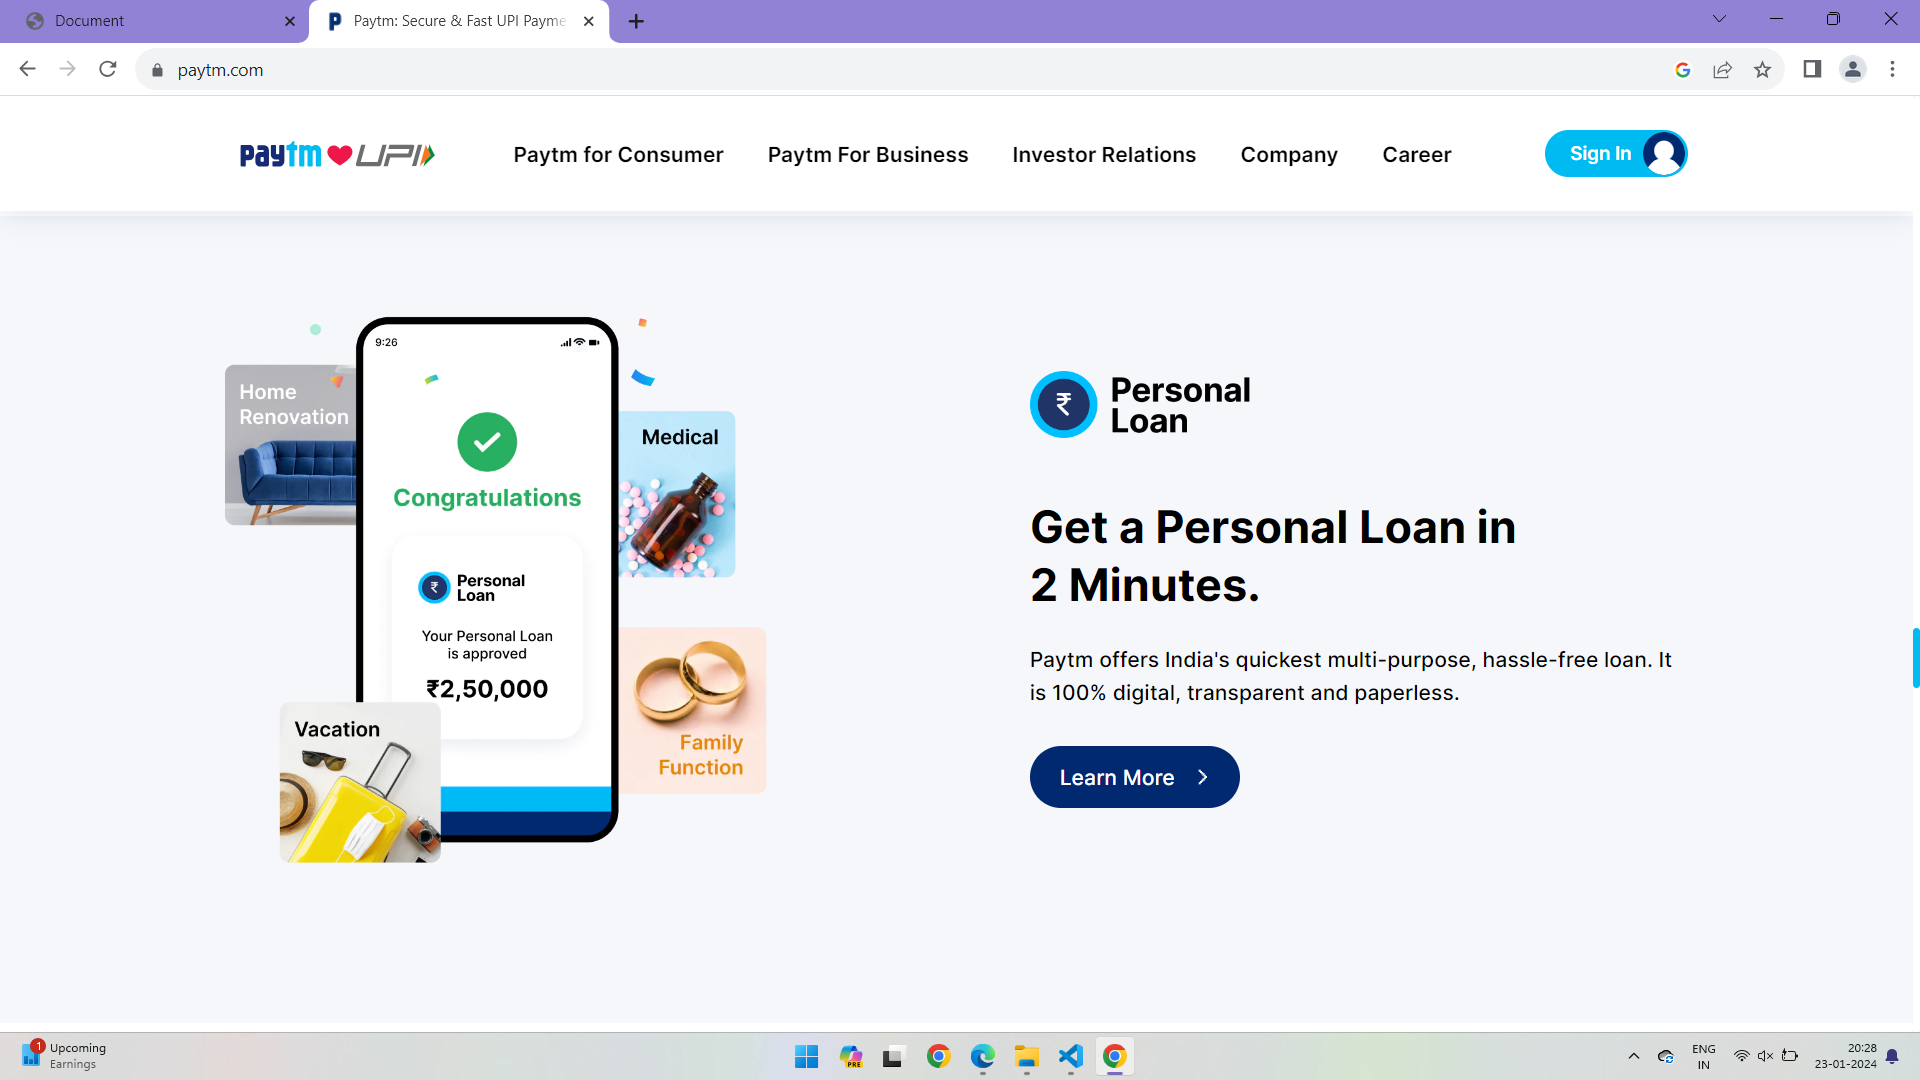 Document
Paytm: Secure & Fast UPI Payme
paytm.com
paytm UPI
Paytm for Consumer
Paytm For Business
Investor Relations
Company
Career
Sign In
9:26
Home
Renovation
Congratulations
Medical
₹
Personal
Loan
Your Personal Loan
is approved
₹2,50,000
Vacation
Family
Function
₹
Personal
Loan
Get a Personal Loan in
2 Minutes.
Paytm offers India's quickest multi-purpose, hassle-free loan. It
is 100% digital, transparent and paperless.
Learn More
1
Upcoming
Earnings
PRE
ENG
IN
20:28
23-01-2024